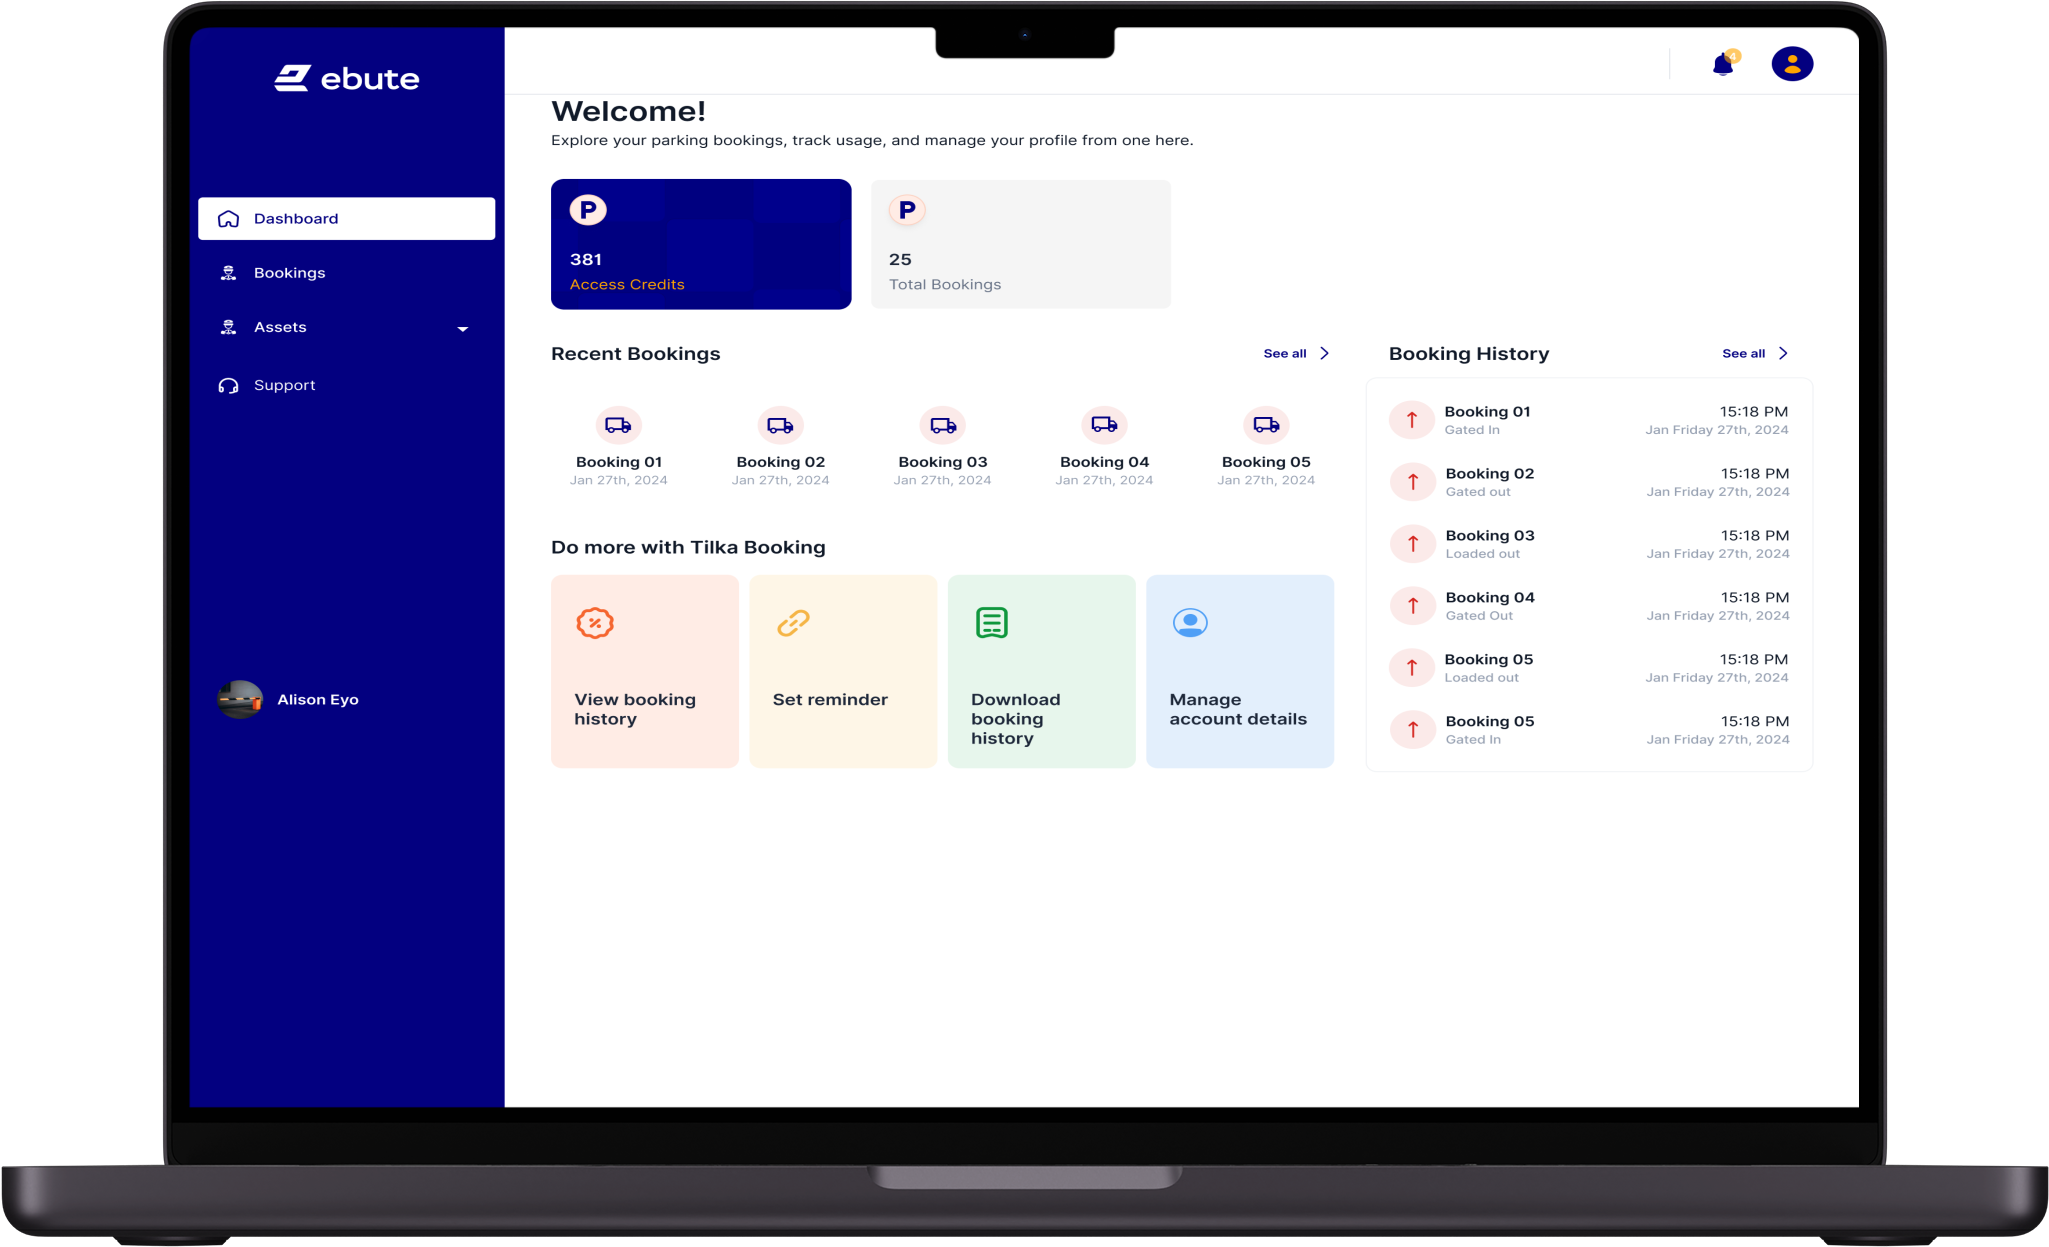 ebute
4
Dashboard
Bookings
Assets
Support
Alison Eyo
Welcome!
Explore your parking bookings, track usage, and manage your profile from one here.
P
381
Access Credits
P
25
Total Bookings
Recent Bookings
See all
Booking 01
Jan 27th, 2024
Booking 02
Jan 27th, 2024
Booking 03
Jan 27th, 2024
Booking 04
Jan 27th, 2024
Booking 05
Jan 27th, 2024
Do more with Tilka Booking
View booking
history
Set reminder
Download
booking
history
Manage
account details
Booking History
See all
Booking 01
15:18 PM
Gated In
Jan Friday 27th, 2024
Booking 02
15:18 PM
Gated out
Jan Friday 27th, 2024
Booking 03
15:18 PM
Loaded out
Jan Friday 27th, 2024
Booking 04
15:18 PM
Gated Out
Jan Friday 27th, 2024
Booking 05
15:18 PM
Loaded out
Jan Friday 27th, 2024
Booking 05
15:18 PM
Gated In
Jan Friday 27th, 2024